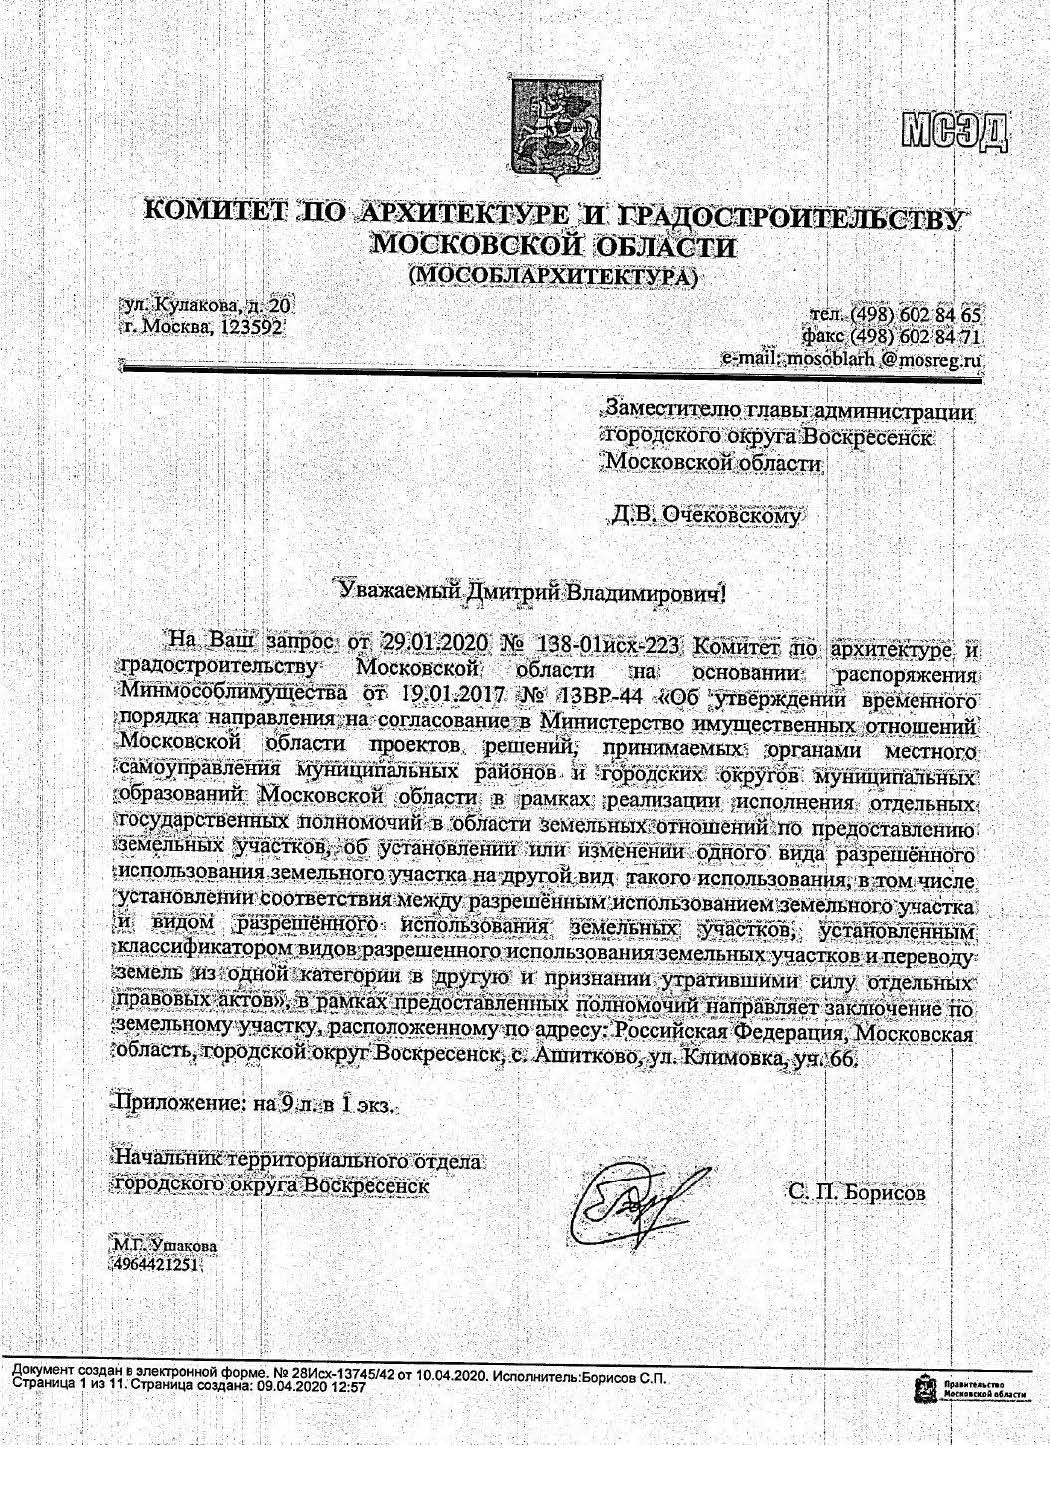 МСЭД
КОМИТЕТ ПО АРХИТЕКТУРЕ И ГРАДОСТРОИТЕЛЬСТВУ
МОСКОВСКОЙ ОБЛАСТИ
(МОСОБЛАРХИТЕКТУРА)
ул. Кулакова, д. 20
г. Москва, 123592
тел. (498) 602 84 65
факс (498) 602 84 71
e-mail: mosoblarh @mosreg.ru
Заместителю главы администрации
городского округа Воскресенск
Московской области
Д.В. Очековскому
Уважаемый Дмитрий Владимирович!
На Ваш запрос от 29.01.2020 № 138-01исх-223 Комитет по архитектуре и
градостроительству Московской области на основании распоряжения
Минмособлимущества от 19.01.2017 № 13ВР-44 «Об утверждений временного
порядка направления на согласование в Министерство имущественных отношений
Московской области проектов решений, принимаемых органами местного
самоуправления муниципальных районов и городских округов муниципальных
образований Московской области в рамках реализации исполнения отдельных
государственных полномочий в области земельных отношений по предоставлению
земельных участков, об установлении или изменении одного вида разрешённого
использования земельного участка на другой вид такого использования, в том числе
установлении соответствия между разрешённым использованием земельного участка
и видом разрешённого использования земельных участков, установленным
классификатором видов разрешенного использования земельных участков и переводу
земель из одной категории в другую и признании утратившими силу отдельных
правовых актов», в рамках предоставленных полномочий направляет заключение по
земельному участку, расположенному по адресу: Российская Федерация, Московская
область, городской округ Воскресенск, с. Ашитково, ул. Климовка, уч. 66.
Приложение: на 9 л. в 1 экз.
Начальник территориального отдела
городского округа Воскресенск
С. П. Борисов
М.Г. Ушакова
4964421251
Документ создан в электронной форме. № 28Исх-13745/42 от 10.04.2020. Исполнитель:Борисов С.П.
Страница 1 из 11. Страница создана: 09.04.2020 12:57
Правительство
Московской области